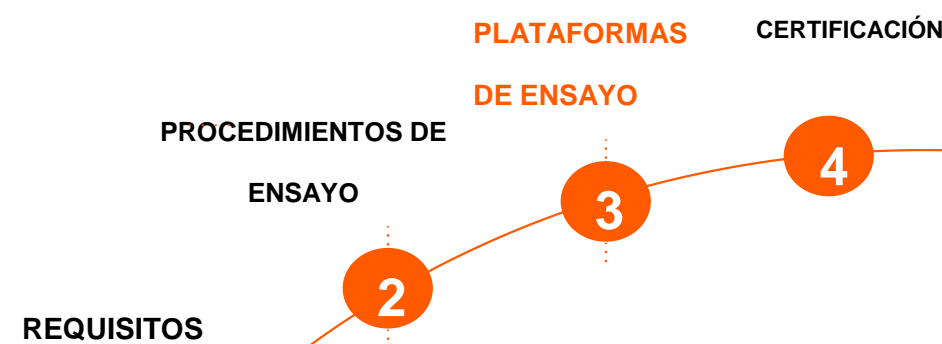 PLATAFORMAS
DE ENSAYO
CERTIFICACIÓN
PROCEDIMIENTOS DE
ENSAYO
4
3
2
REQUISITOS